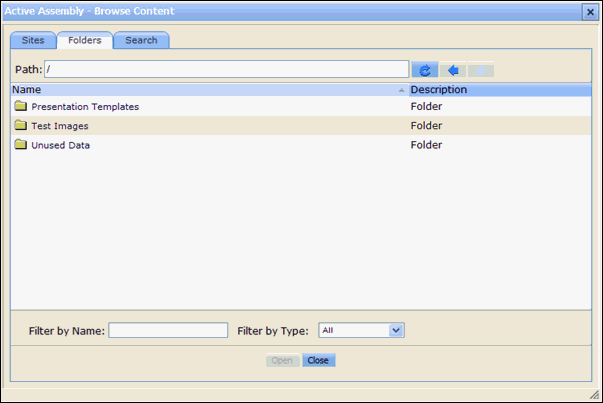 Active Assembly - Browse Content
Sites Folders Search
Path: /
Name Description
Presentation Templates Folder
Test Images Folder
Unused Data Folder
Filter by Name: Filter by Type: All
Open Close